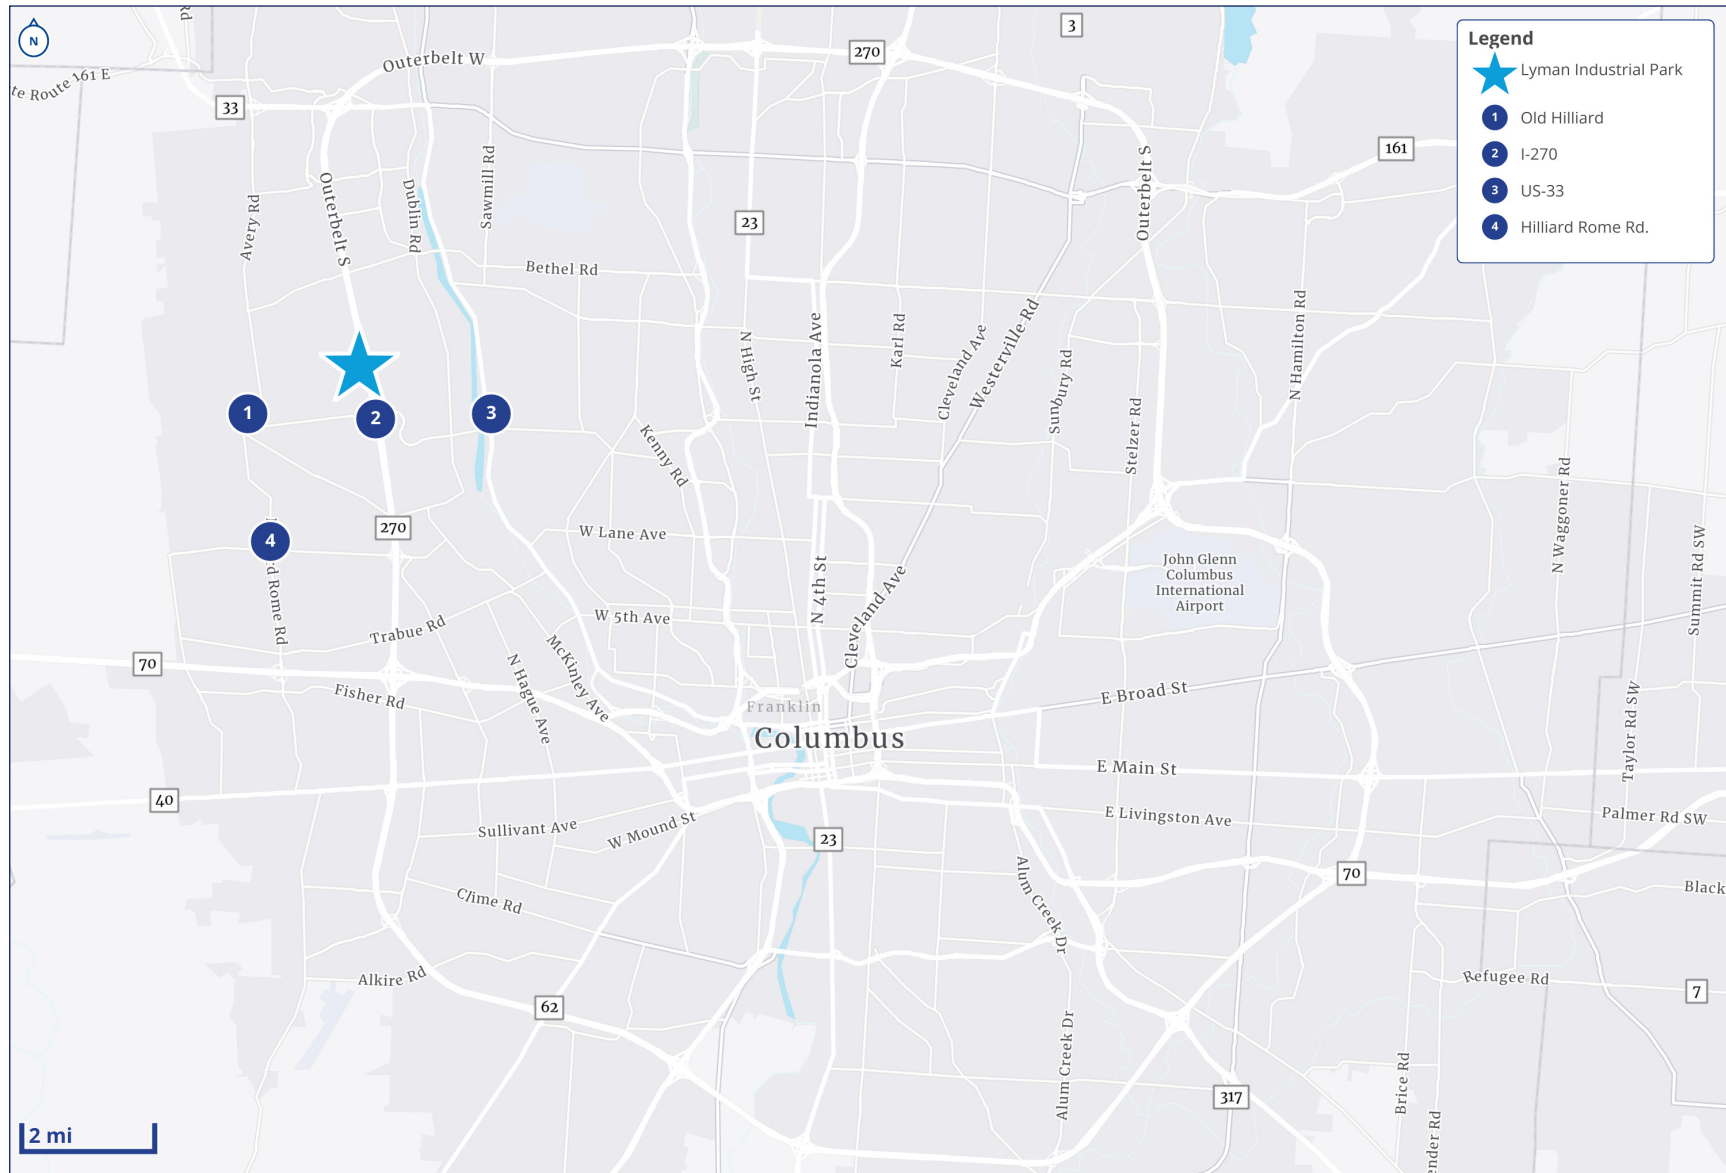 N
Rd
te Route 161 E
Outerbelt W
270
3
33
161
Legend
Lyman Industrial Park
1 Old Hilliard
2 I-270
3 US-33
4 Hilliard Rome Rd.
Avery Rd
Outerbelt S
Dublin Rd
Sawmill Rd
23
Outerbelt S
Bethel Rd
N High St
Indianola Ave
Karl Rd
Cleveland Ave
Westerville Rd
Sunbury Rd
Stelzer Rd
N Hamilton Rd
1
2
3
Kenny Rd
N Waggoner Rd
Summit Rd SW
270
4
W Lane Ave
John Glenn
Columbus
International
Airport
d Rome Rd
N 4th St
Cleveland Ave
W 5th Ave
Trabue Rd
McKinley Ave
N Hague Ave
70
Fisher Rd
Franklin
Columbus
E Broad St
Taylor Rd SW
E Main St
40
Sullivant Ave
W Mound St
23
E Livingston Ave
Palmer Rd SW
Clime Rd
Alum Creek Dr
70
Black
Alkire Rd
Refugee Rd
7
62
Alum Creek Dr
Brice Rd
317
ender Rd
2 mi